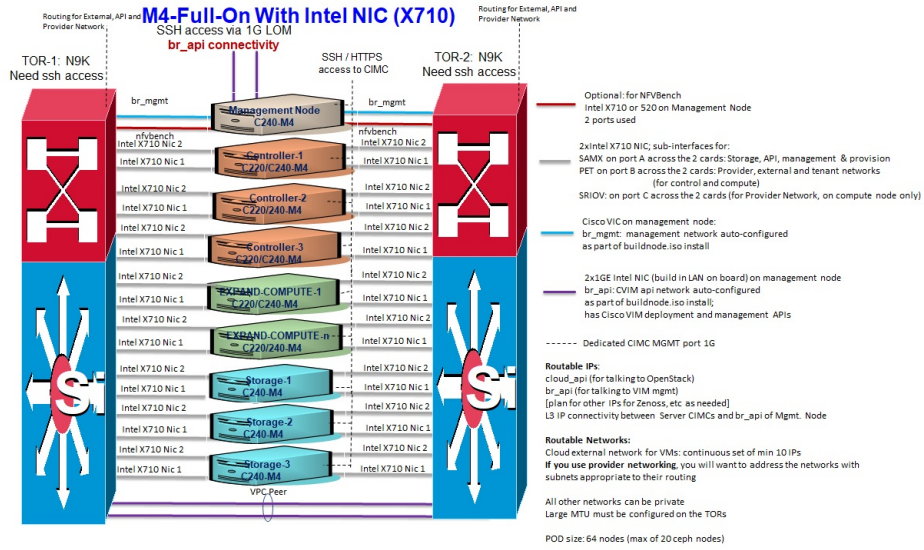 M4-Full-On With Intel NIC (X710)
Routing for External, API and
Provider Network
Routing for External, API and
Provider Network
SSH access via 1G LOM
br_api connectivity
TOR-1: N9K
Need ssh access
SSH / HTTPS
access to CIMC
TOR-2: N9K
Need ssh access
br_mgmt
Management Node
C240-M4
br_mgmt
nfvbench
nfvbench
Intel X710 Nic 2
Intel X710 Nic 1
Controller-1
C220/240-M4
Intel X710 Nic 2
Intel X710 Nic 1
Intel X710 Nic 2
Intel X710 Nic 1
Controller-2
C220/240-M4
Intel X710 Nic 2
Intel X710 Nic 1
Intel X710 Nic 2
Intel X710 Nic 1
Controller-3
C220/C240-M4
Intel X710 Nic 2
Intel X710 Nic 1
Intel X710 Nic 2
Intel X710 Nic 1
EXPAND-COMPUTE-1
C220/C240-M4
Intel X710 Nic 2
Intel X710 Nic 1
Intel X710 Nic 2
Intel X710 Nic 1
EXPAND-COMPUTE-n
C220/240-M4
Intel X710 Nic 2
Intel X710 Nic 1
Intel X710 Nic 2
Intel X710 Nic 1
Storage-1
C240-M4
Intel X710 Nic 2
Intel X710 Nic 1
Intel X710 Nic 2
Intel X710 Nic 1
Storage-2
C240-M4
Intel X710 Nic 2
Intel X710 Nic 1
Intel X710 Nic 2
Intel X710 Nic 1
Storage-3
C240-M4
Intel X710 Nic 2
Intel X710 Nic 1
Si
Si
VPC Peer
Optional: for NFVBench
Intel X710 or 520 on Management Node
2 ports used
2xIntel X710 NIC; sub-interfaces for:
SAMX on port A across the 2 cards: Storage, API, management & provision
PET on port B across the 2 cards: Provider, external and tenant networks
(for control and compute)
SRIOV: on port C across the 2 cards (for Provider Network, on compute node only)
Cisco VIC on management node:
br_mgmt: management network auto-configured
as part of buildnode.iso install
2x1GE Intel NIC (build in LAN on board) on management node
br_api: CVIM api network auto-configured
as part of buildnode.iso install;
has Cisco VIM deployment and management APIs
Dedicated CIMC MGMT port 1G
Routable IPs:
cloud_api (for talking to OpenStack)
br_api (for talking to VIM mgmt)
[plan for other IPs for Zenoss, etc as needed]
L3 IP connectivity between Server CIMCs and br_api of Mgmt. Node
Routable Networks:
Cloud external network for VMs: continuous set of min 10 IPs
If you use provider networking, you will want to address the networks with
subnets appropriate to their routing
All other networks can be private
Large MTU must be configured on the TORs
POD size: 64 nodes (max of 20 ceph nodes)